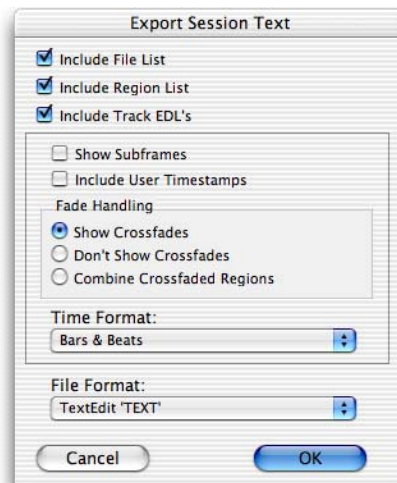 Export Session Text
Include File List
Include Region List
Include Track EDL's
Show Subframes
Include User Timestamps
Fade Handling
Show Crossfades
Don't Show Crossfades
Combine Crossfaded Regions
Time Format:
Bars & Beats
File Format:
TextEdit 'TEXT'
Cancel OK